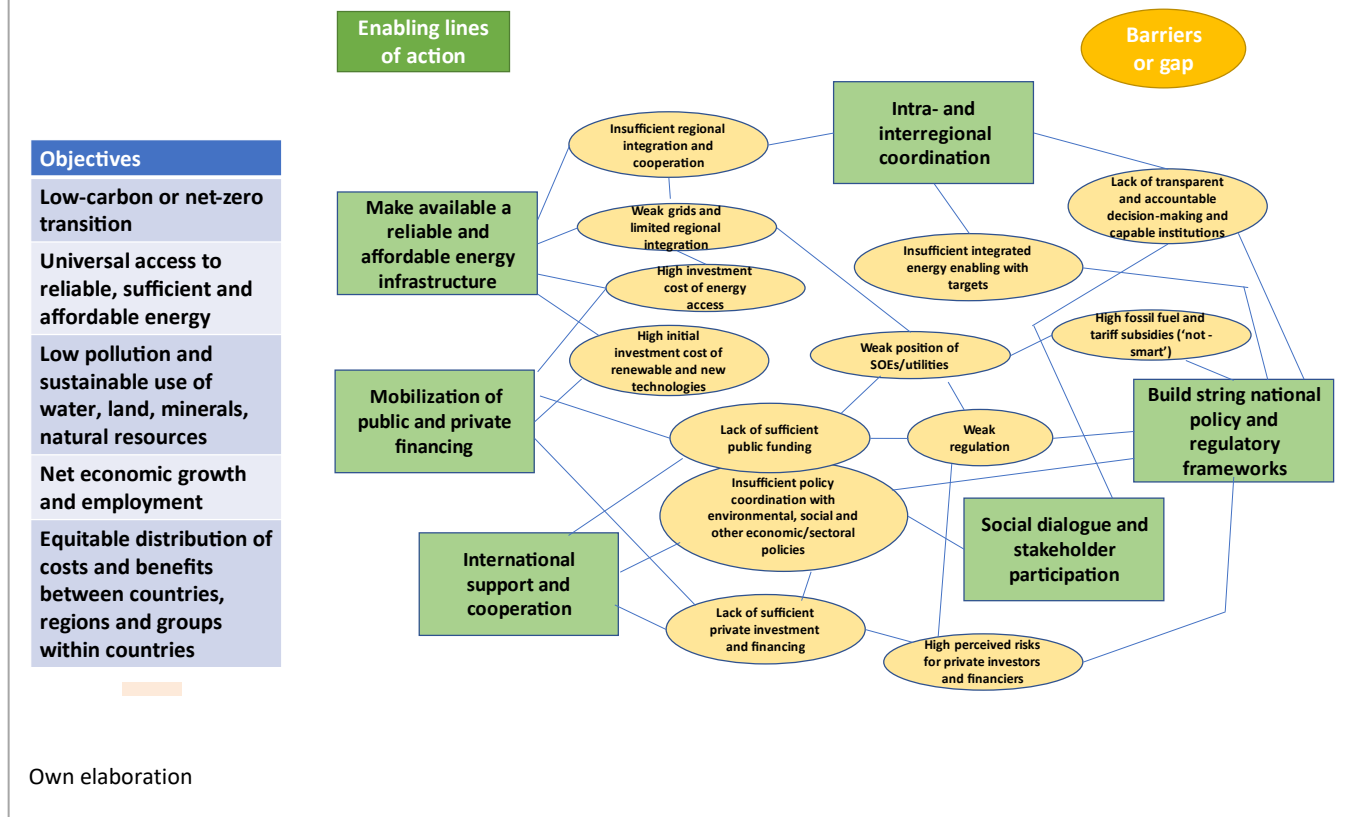 Enabling lines
of action
Barriers
or gap
Objectives
Low-carbon or net-zero
transition
Universal access to
reliable, sufficient and
affordable energy
Low pollution and
sustainable use of
water, land, minerals,
natural resources
Net economic growth
and employment
Equitable distribution of
costs and benefits
between countries,
regions and groups
within countries
Make available a
reliable and
affordable energy
infrastructure
Mobilization of
public and private
financing
International
support and
cooperation
Insufficient regional
integration and
cooperation
Weak grids and
limited regional
integration
High investment
cost of energy
access
High initial
investment cost of
renewable and new
technologies
Lack of sufficient
public funding
Insufficient policy
coordination with
environmental, social and
other economic/sectoral
policies
Lack of sufficient
private investment
and financing
Intra- and
interregional
coordination
Insufficient integrated
energy enabling with
targets
Weak position of
SOEs/utilities
Weak
regulation
High perceived risks
for private investors
and financiers
Lack of transparent
and accountable
decision-making and
capable institutions
High fossil fuel and
tariff subsidies (‘not -
smart’)
Build string national
policy and
regulatory
frameworks
Social dialogue and
stakeholder
participation
Own elaboration